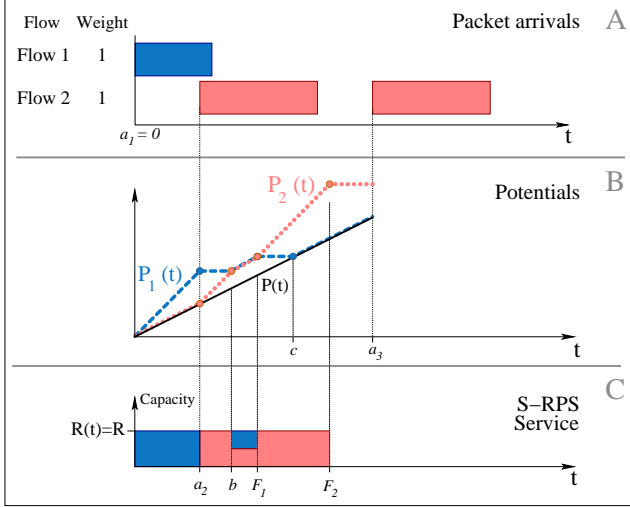 Flow Weight Packet arrivals A
Flow 1 1
Flow 2 1
a1 = 0 t
P2 (t) Potentials B
P1 (t)
P(t)
c a3 t
Capacity S-RPS C
R(t)=R Service
a2 b F1 F2 t